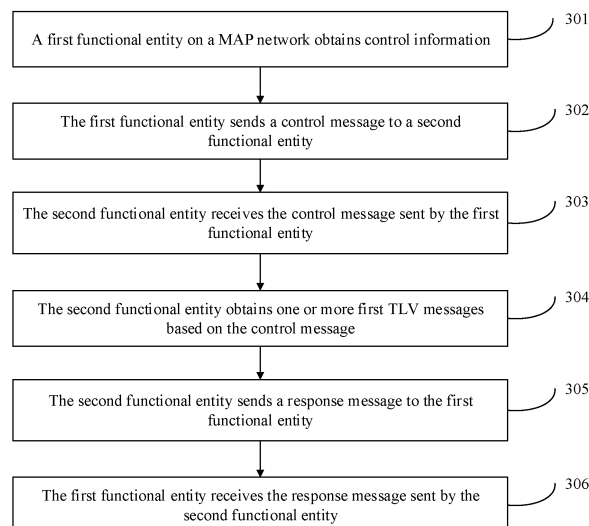 A first functional entity on a MAP network obtains control information
301
The first functional entity sends a control message to a second
functional entity
302
The second functional entity receives the control message sent by the first
functional entity
303
The second functional entity obtains one or more first TLV messages
based on the control message
304
The second functional entity sends a response message to the first
functional entity
305
The first functional entity receives the response message sent by the
second functional entity
306